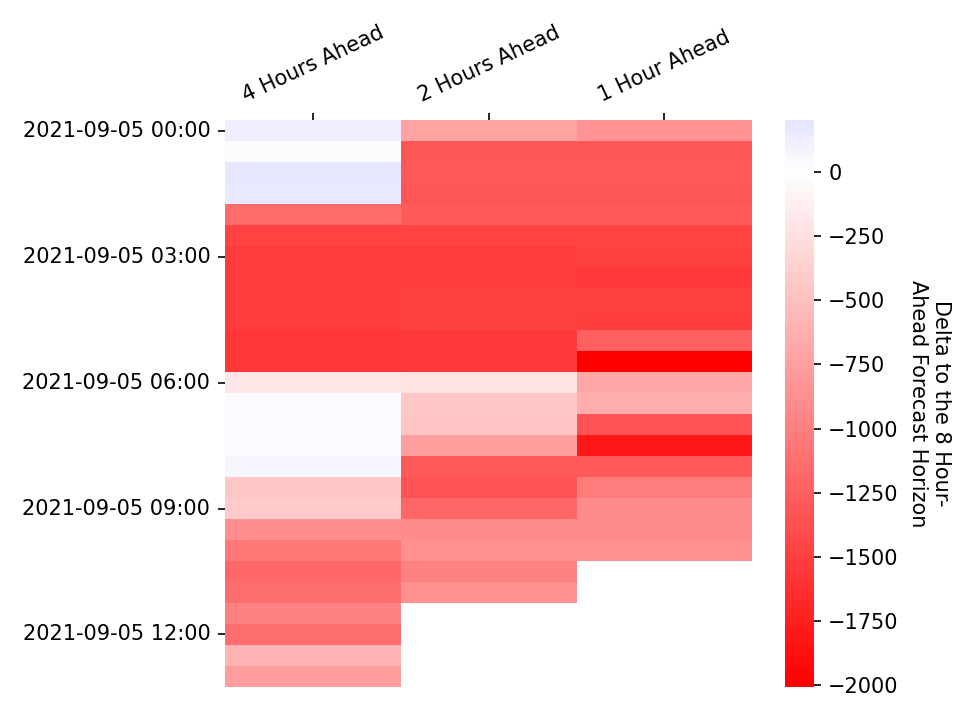 4 Hours Ahead
2 Hours Ahead
1 Hour Ahead
2021-09-05 00:00
2021-09-05 03:00
2021-09-05 06:00
2021-09-05 09:00
2021-09-05 12:00
0
−250
−500
−750
−1000
−1250
−1500
−1750
−2000
Delta to the 8 Hour-
Ahead Forecast Horizon